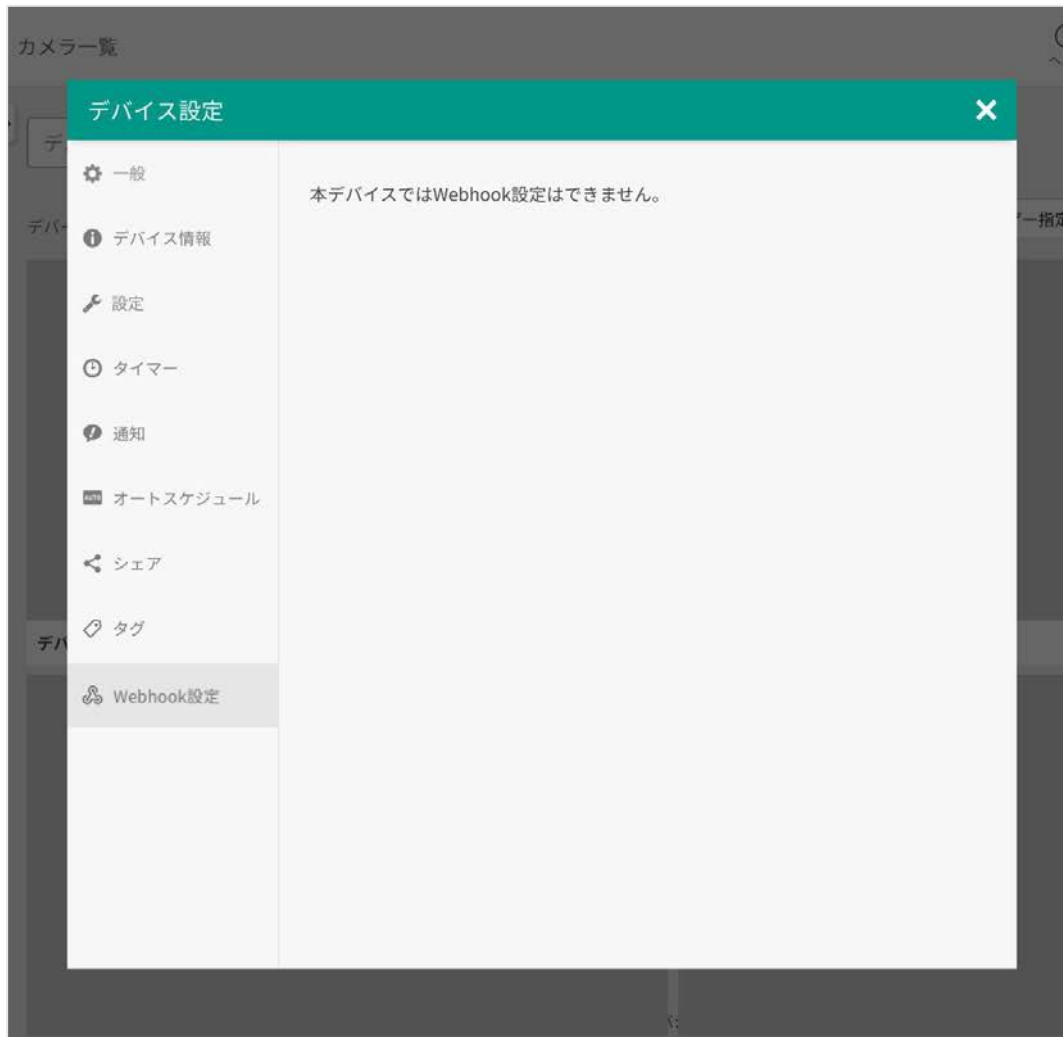 カメラ一覧
デバイス設定
一般
本デバイスではWebhook設定はできません。
デバイス情報
設定
タイマー
通知
AUTO オートスケジュール
シェア
タグ
Webhook設定